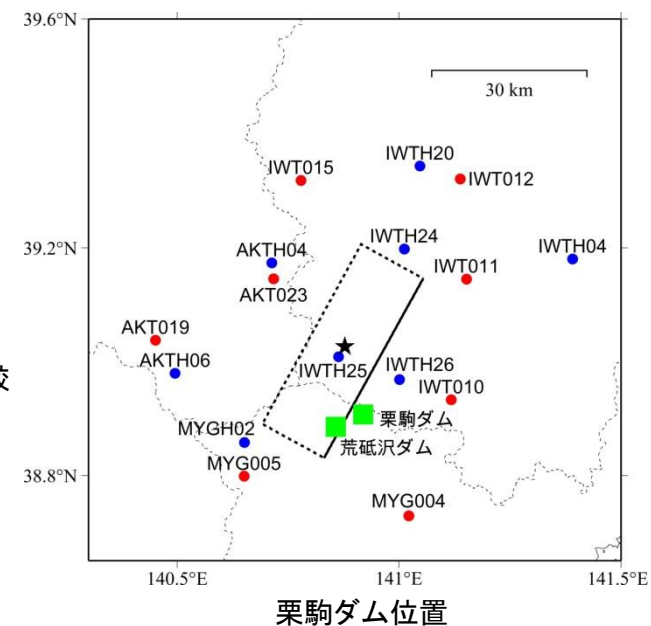 39.6°N
30 km
IWTH20
IWT015
IWT012
IWTH24
IWTH04
39.2°N
AKTH04
IWT011
AKT023
AKT019
AKTH06
IWTH25
IWTH26
IWT010
栗駒ダム
MYGH02
荒砥沢ダム
MYG005
38.8°N
MYG004
140.5°E
141°E
141.5°E
栗駒ダム位置